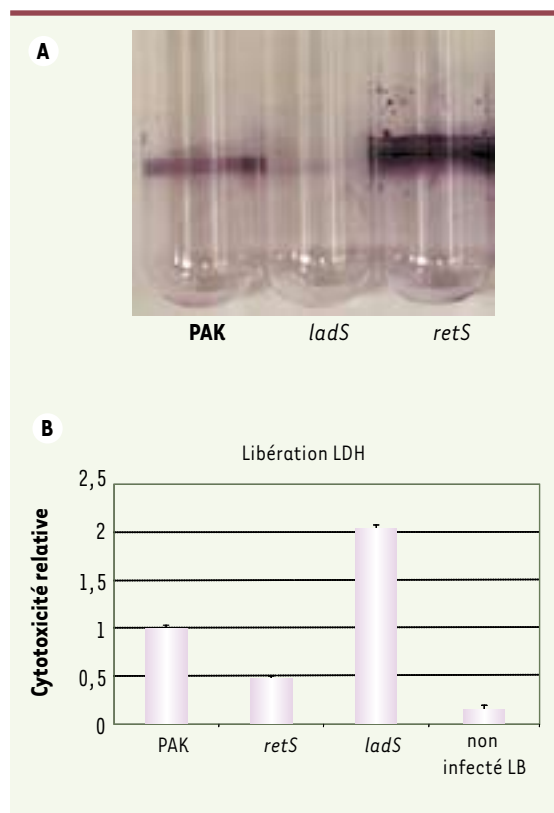 A
PAK ladS retS
B
Libération LDH
Cytotoxicité relative
2,5
2
1,5
1
0,5
0
PAK retS ladS non
infecté LB